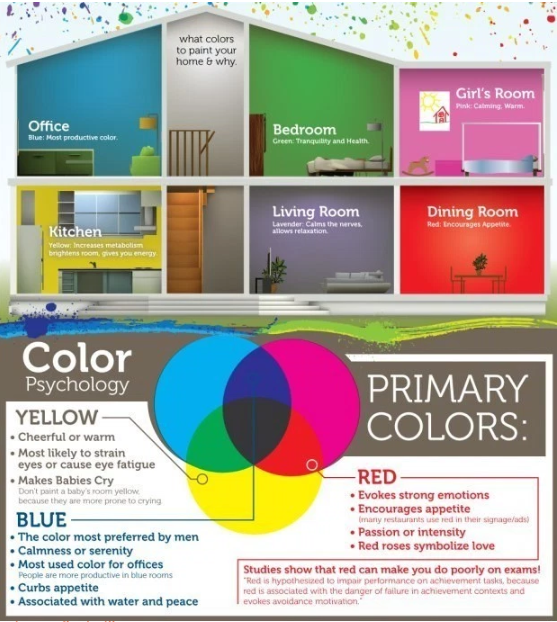 what colors
to paint your
home & why.
Office
Blue: Most productive color.
Bedroom
Green: Tranquility and Health.
Girl's Room
Pink: Calming, Warm.
Kitchen
Yellow: Increases metabolism
brightens room, gives you energy.
Living Room
Lavender: Calms the nerves,
allows relaxation.
Dining Room
Red: Encourages Appetite.
Color
Psychology
PRIMARY
COLORS:
YELLOW
• Cheerful or warm
• Most likely to strain
eyes or cause eye fatigue
• Makes Babies Cry
Don't paint a baby's room yellow,
because they are more prone to crying.
BLUE
• The color most preferred by men
• Calmness or serenity
• Most used color for offices
People are more productive in blue rooms
• Curbs appetite
• Associated with water and peace
RED
• Evokes strong emotions
• Encourages appetite
(many restaurants use red in their signage/ads)
• Passion or intensity
• Red roses symbolize love
Studies show that red can make you do poorly on exams!
"Red is hypothesized to impair performance on achievement tasks, because
red is associated with the danger of failure in achievement contexts and
evokes avoidance motivation."